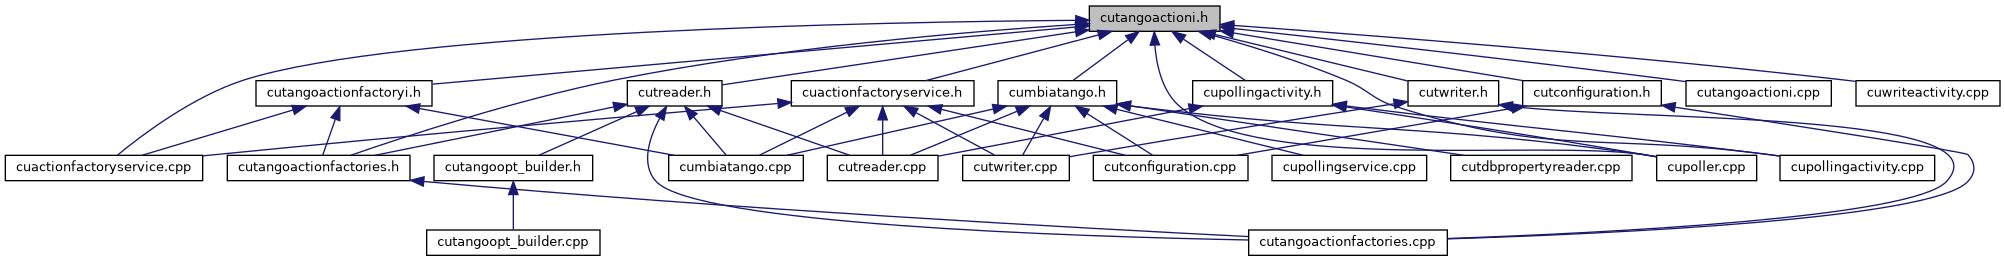 cutangoactioni.h
cutangoactionfactoryi.h
cutreader.h
cuactionfactoryservice.h
cumbiatango.h
cupollingactivity.h
cutwriter.h
cutconfiguration.h
cutangoactioni.cpp
cuwriteactivity.cpp
cuactionfactoryservice.cpp
cutangoactionfactories.h
cutangoopt_builder.h
cumbiatango.cpp
cutreader.cpp
cutwriter.cpp
cutconfiguration.cpp
cupollingservice.cpp
cutdbpropertyreader.cpp
cupoller.cpp
cupollingactivity.cpp
cutangoopt_builder.cpp
cutangoactionfactories.cpp